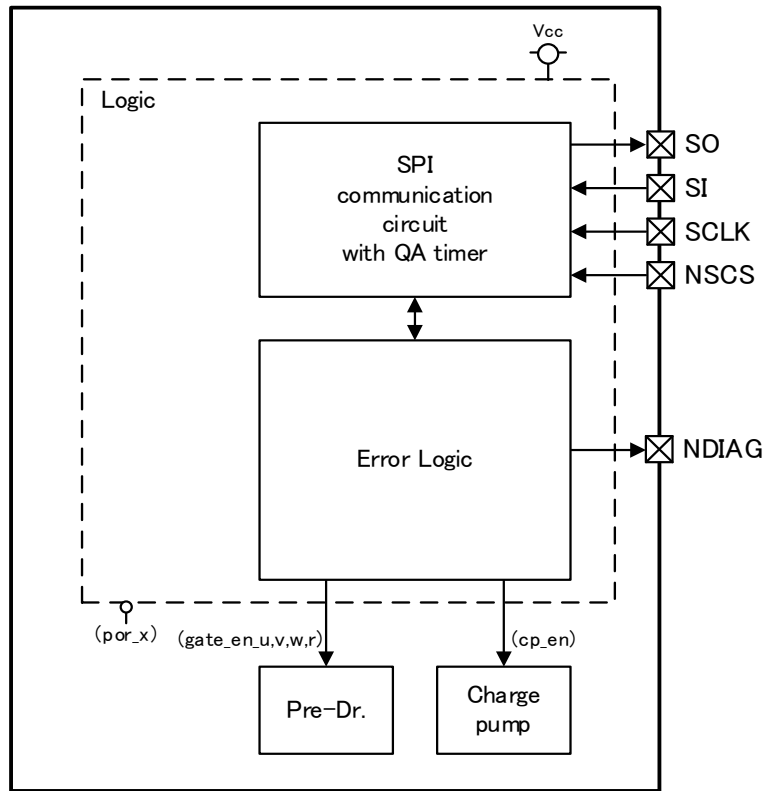 Vcc
Logic
SPI
communication
circuit
with QA timer
SO
SI
SCLK
NSCS
Error Logic
NDIAG
(por_x)
(gate_en_u,v,w,r)
(cp_en)
Pre-Dr.
Charge
pump